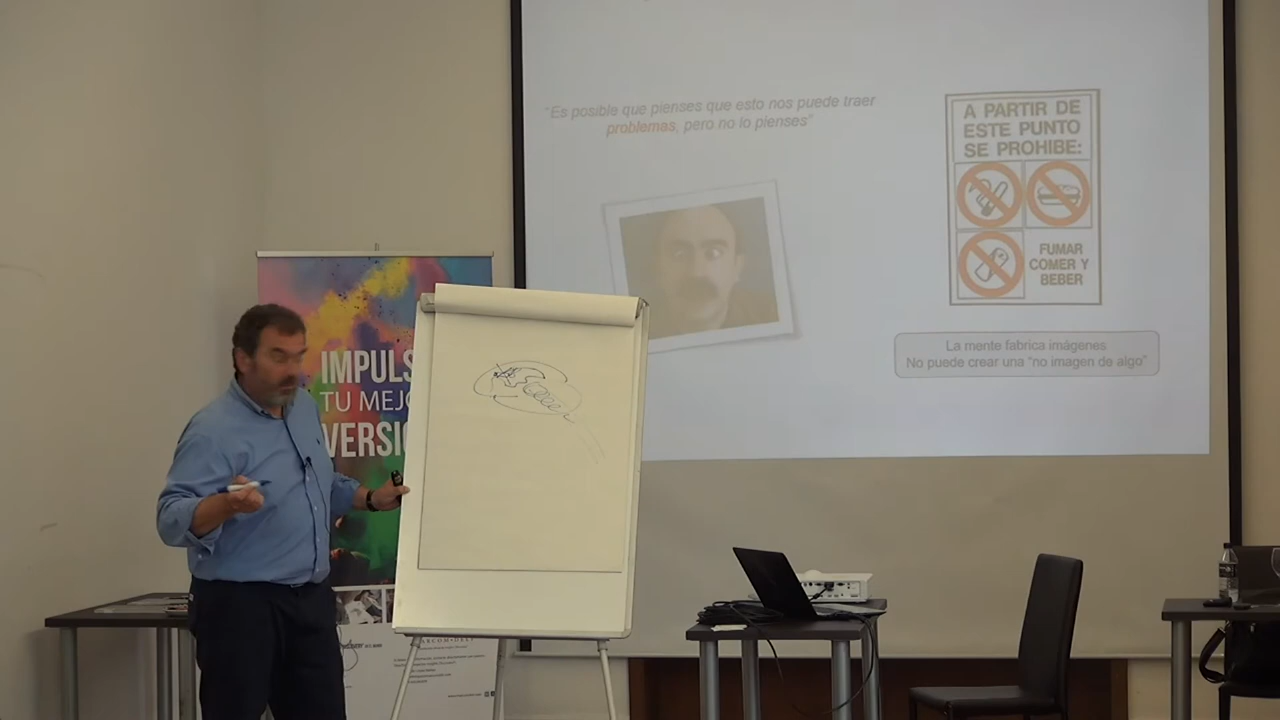 "Es posible que pienses que esto nos puede traer
problemas, pero no lo pienses"
A PARTIR DE
ESTE PUNTO
SE PROHIBE:
FUMAR
COMER Y
BEBER
La mente fabrica imágenes
No puede crear una "no imagen de algo"
IMPULS
TU MEJO
VERSIO